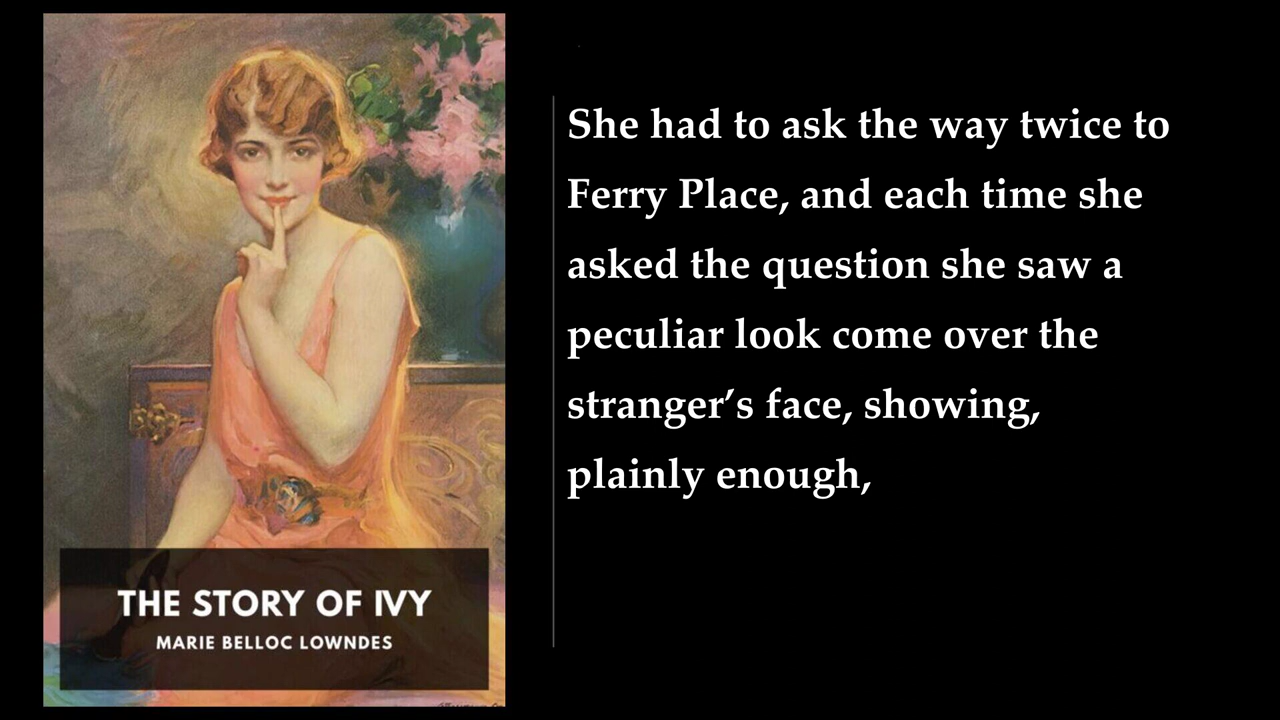 THE STORY OF IVY
MARIE BELLOC LOWNDES
She had to ask the way twice to
Ferry Place, and each time she
asked the question she saw a
peculiar look come over the
stranger’s face, showing,
plainly enough,